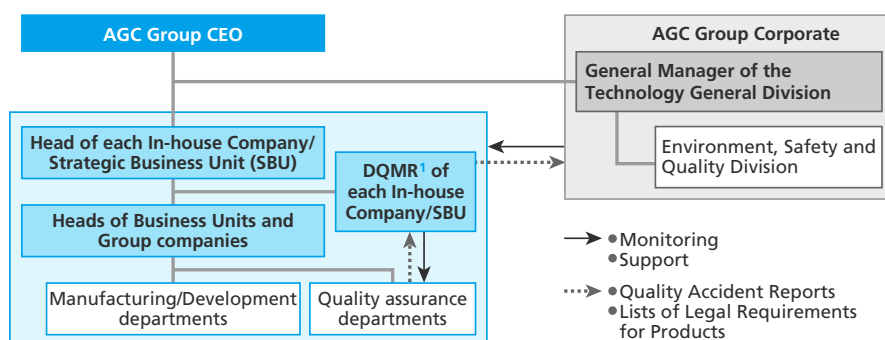 AGC Group CEO
AGC Group Corporate
General Manager of the
Technology General Division
Environment, Safety and
Quality Division
Head of each In-house Company/
Strategic Business Unit (SBU)
DQMR¹ of
each In-house
Company/SBU
Heads of Business Units and
Group companies
Manufacturing/Development
departments
Quality assurance
departments
●Monitoring
●Support
●Quality Accident Reports
●Lists of Legal Requirements
for Products